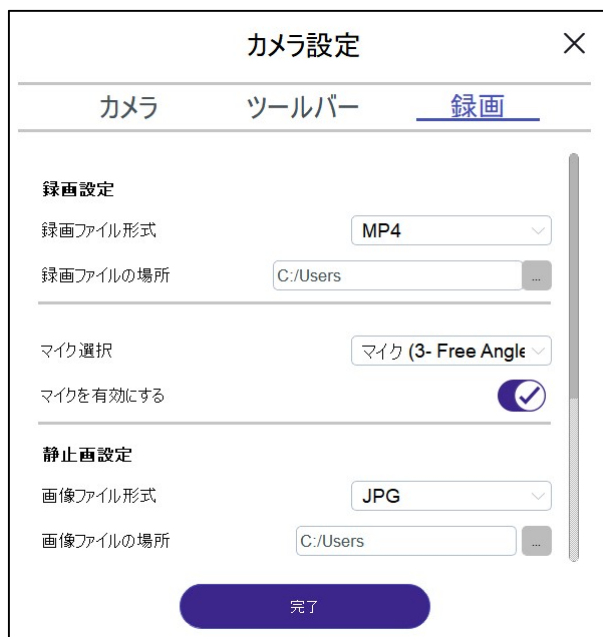 カメラ設定
カメラ ツールバー 録画
録画設定
録画ファイル形式 MP4
録画ファイルの場所 C:/Users ...
マイク選択 マイク (3- Free Angle
マイクを有効にする
静止画設定
画像ファイル形式 JPG
画像ファイルの場所 C:/Users ...
完了